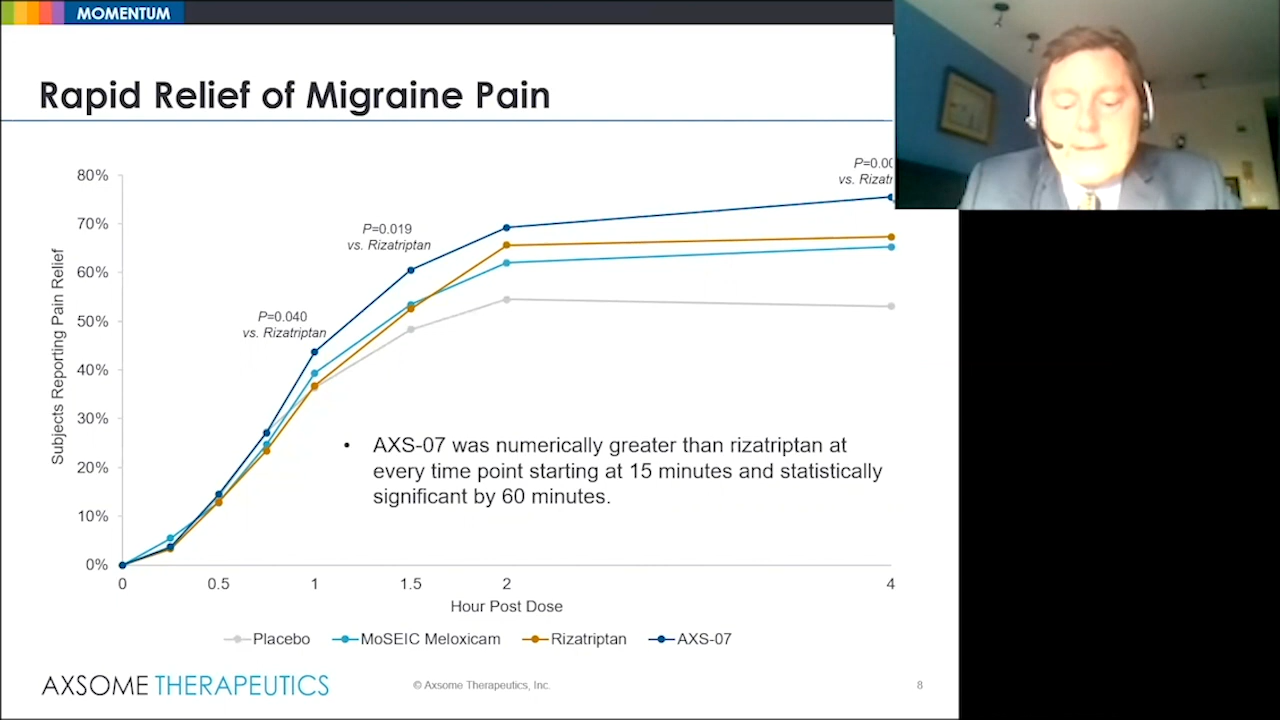 MOMENTUM
Rapid Relief of Migraine Pain
80%
70%
60%
50%
40%
30%
20%
10%
0%
Subjects Reporting Pain Relief
P=0.040
vs. Rizatriptan
P=0.019
vs. Rizatriptan
P=0.00
vs. Rizatr
• AXS-07 was numerically greater than rizatriptan at
every time point starting at 15 minutes and statistically
significant by 60 minutes.
0 0.5 1 1.5 2 4
Hour Post Dose
Placebo MoSEIC Meloxicam Rizatriptan AXS-07
AXSOME THERAPEUTICS
© Axsome Therapeutics, Inc.
8